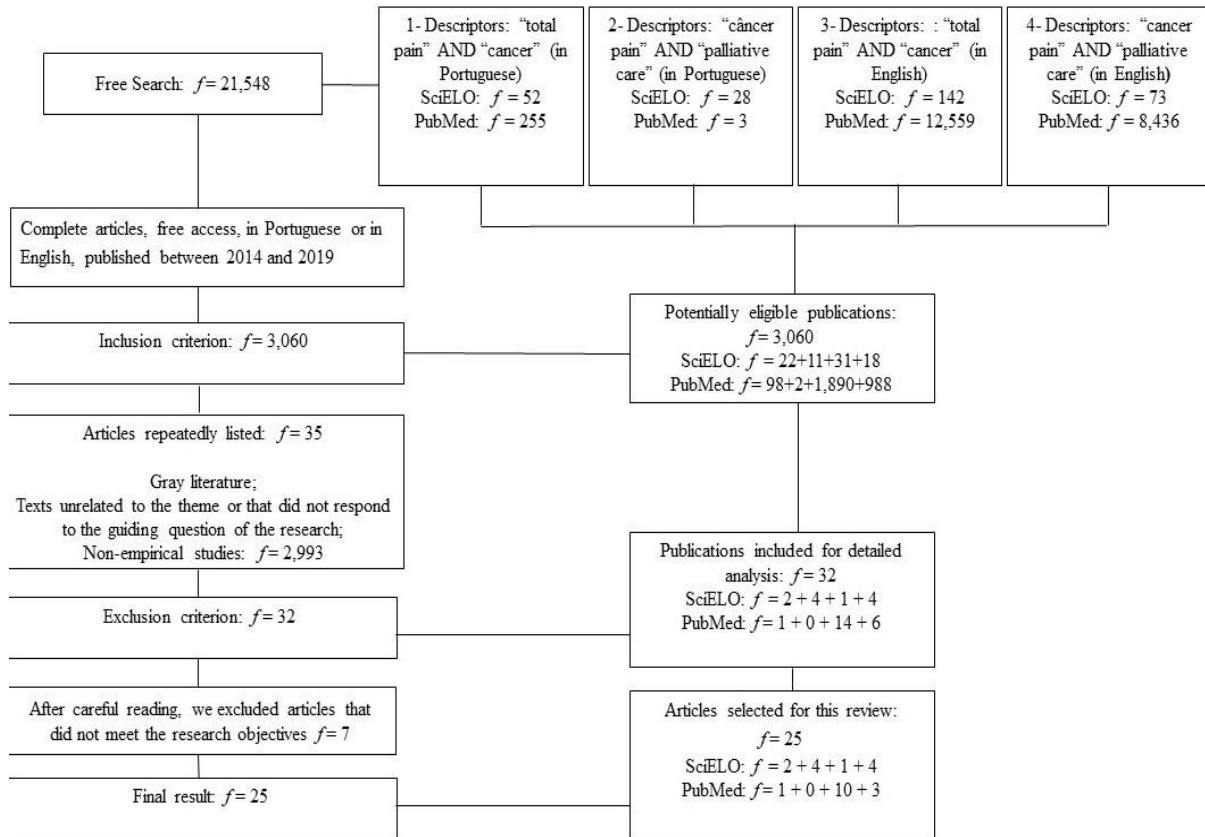 Free Search: f = 21,548
1- Descriptors: “total
pain” AND “cancer” (in
Portuguese)
SciELO: f = 52
PubMed: f = 255
2- Descriptors: “câncer
pain” AND “palliative
care” (in Portuguese)
SciELO: f = 28
PubMed: f = 3
3- Descriptors: : “total
pain” AND “cancer” (in
English)
SciELO: f = 142
PubMed: f = 12,559
4- Descriptors: “cancer
pain” AND “palliative
care” (in English)
SciELO: f = 73
PubMed: f = 8,436
Complete articles, free access, in Portuguese or in
English, published between 2014 and 2019
Inclusion criterion: f = 3,060
Potentially eligible publications:
f = 3,060
SciELO: f = 22+11+31+18
PubMed: f = 98+2+1,890+988
Articles repeatedly listed: f = 35
Gray literature;
Texts unrelated to the theme or that did not respond
to the guiding question of the research;
Non-empirical studies: f = 2,993
Exclusion criterion: f = 32
Publications included for detailed
analysis: f = 32
SciELO: f = 2 + 4 + 1 + 4
PubMed: f = 1 + 0 + 14 + 6
After careful reading, we excluded articles that
did not meet the research objectives f = 7
Final result: f = 25
Articles selected for this review:
f = 25
SciELO: f = 2 + 4 + 1 + 4
PubMed: f = 1 + 0 + 10 + 3